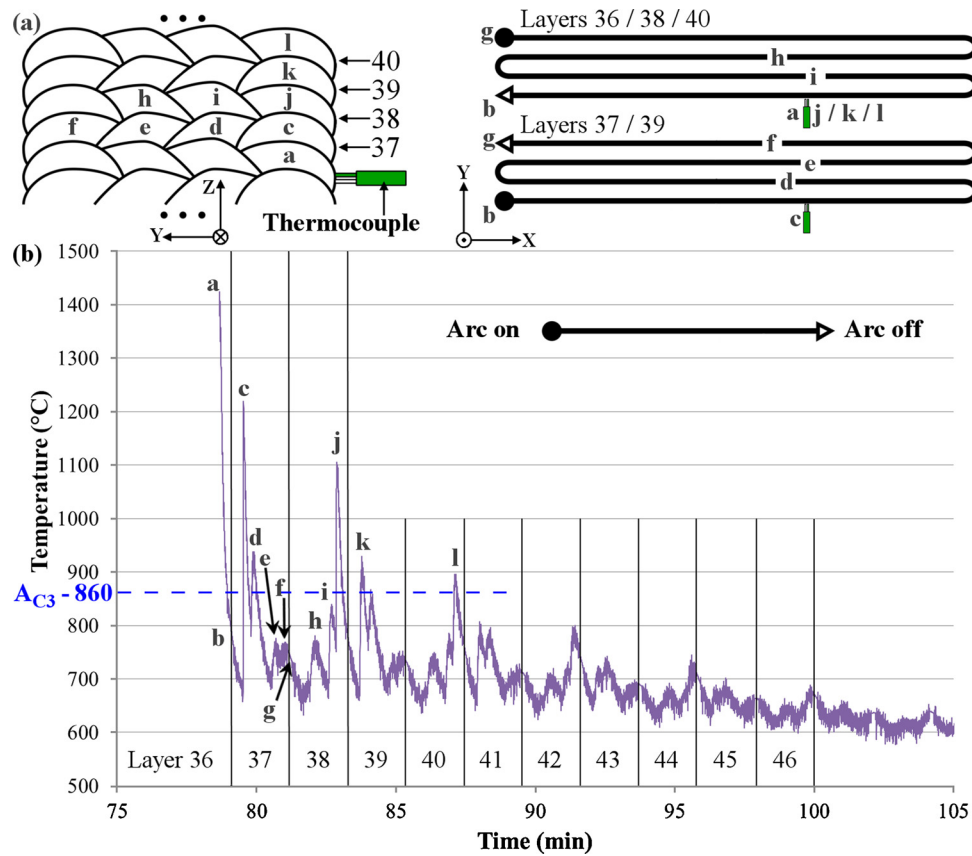 (a)
• • •
l
k
h i j
f e d c
a
40
39
38
37
Z
Y
• • •
Thermocouple
Layers 36 / 38 / 40
g
h
i
b
a j / k / l
Layers 37 / 39
g
f
e
d
b
c
Y
X
(b)
1500
1400
1300
1200
1100
1000
900
800
700
600
500
Temperature (°C)
AC3 - 860
Arc on Arc off
a
b
c
d
e
f
g
h
i
j
k
l
Layer 36 37 38 39 40 41 42 43 44 45 46
75 80 85 90 95 100 105
Time (min)